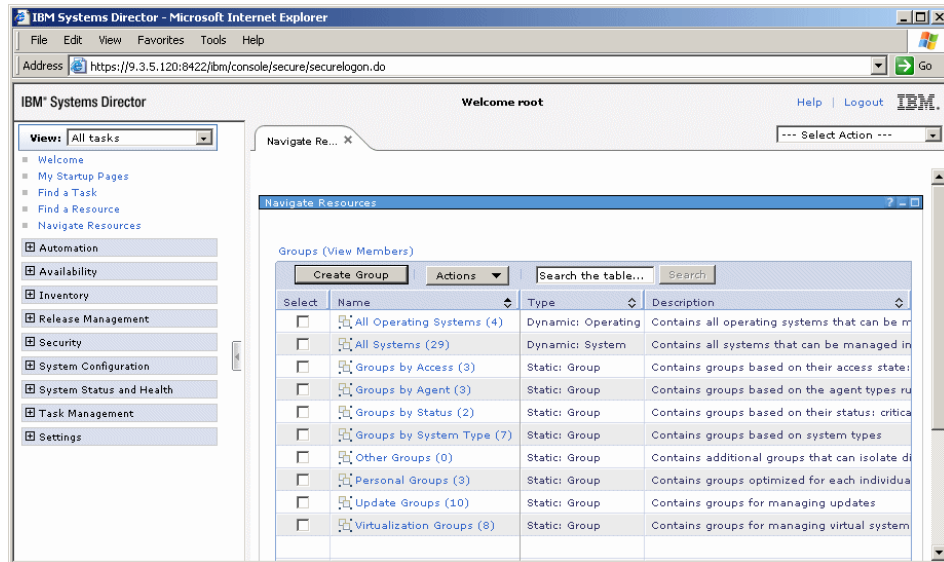 IBM Systems Director - Microsoft Internet Explorer
File Edit View Favorites Tools Help
Address https://9.3.5.120:8422/ibm/console/secure/securelogon.do Go
IBM® Systems Director Welcome root Help | Logout IBM.
View: All tasks
Navigate Re... X
--- Select Action ---
Welcome
My Startup Pages
Find a Task
Find a Resource
Navigate Resources
Automation
Availability
Inventory
Release Management
Security
System Configuration
System Status and Health
Task Management
Settings
Navigate Resources ?
Groups (View Members)
Create Group Actions Search the table... Search
Select Name Type Description
All Operating Systems (4) Dynamic: Operating Contains all operating systems that can be m
All Systems (29) Dynamic: System Contains all systems that can be managed in
Groups by Access (3) Static: Group Contains groups based on their access state:
Groups by Agent (3) Static: Group Contains groups based on the agent types ru
Groups by Status (2) Static: Group Contains groups based on their status: critica
Groups by System Type (7) Static: Group Contains groups based on system types
Other Groups (0) Static: Group Contains additional groups that can isolate di
Personal Groups (3) Static: Group Contains groups optimized for each individua
Update Groups (10) Static: Group Contains groups for managing updates
Virtualization Groups (8) Static: Group Contains groups for managing virtual system